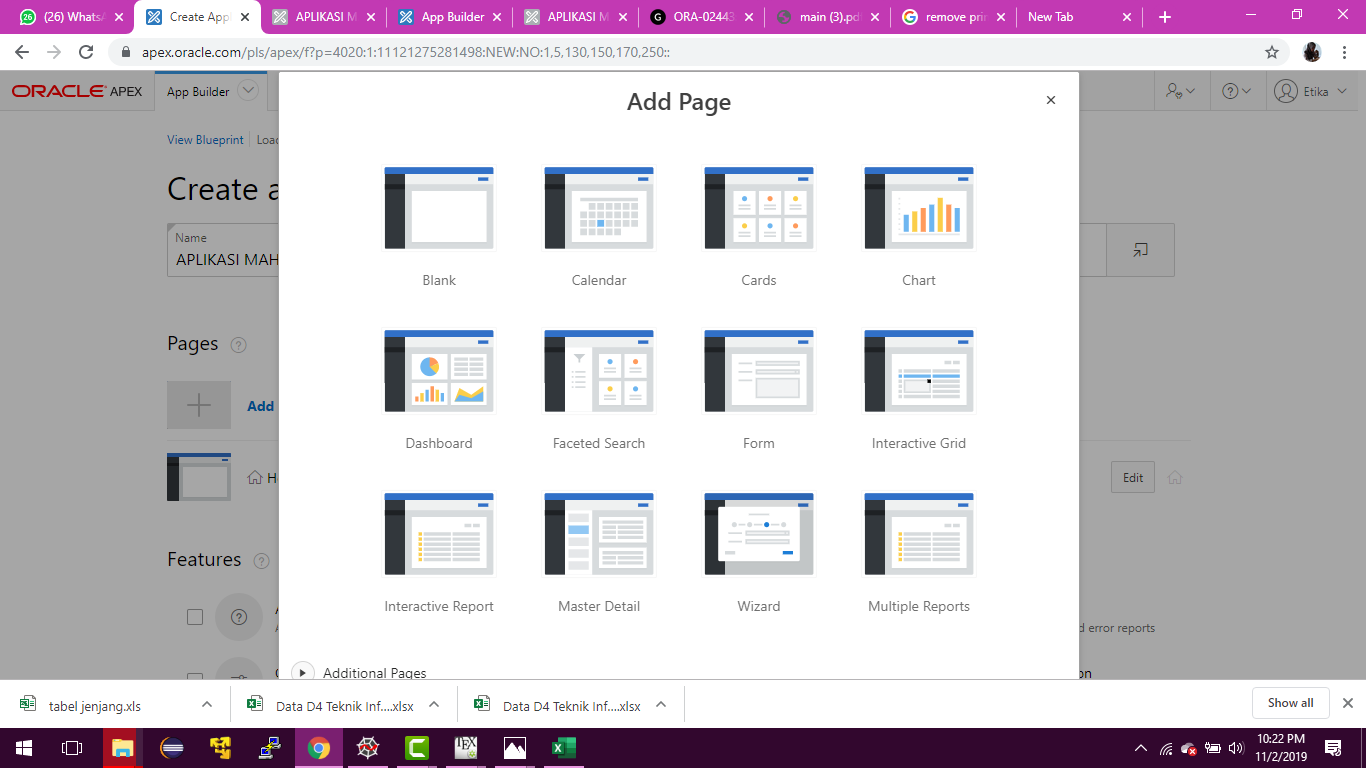 (26) WhatsA
Create Appl
APLIKASI M
App Builder
APLIKASI M
ORA-02443
main (3).pdf
remove prin
New Tab
apex.oracle.com/pls/apex/f?p=4020:1:11121275281498:NEW:NO:1,5,130,150,170,250::
ORACLE APEX
App Builder
Etika
Add Page
View Blueprint
Loa
Create a
Name
APLIKASI MAH
Blank
Calendar
Cards
Chart
Pages
Add
Dashboard
Faceted Search
Form
Interactive Grid
H
Edit
Features
Interactive Report
Master Detail
Wizard
Multiple Reports
d error reports
Additional Pages
on
tabel jenjang.xls
Data D4 Teknik Inf....xlsx
Data D4 Teknik Inf....xlsx
Show all
10:22 PM
11/2/2019